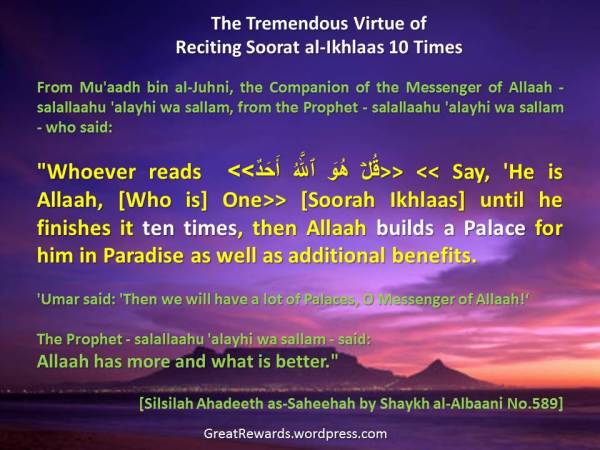 The Tremendous Virtue of
Reciting Soorat al-Ikhlaas 10 Times
From Mu'aadh bin al-Juhni, the Companion of the Messenger of Allaah -
salallaahu 'alayhi wa sallam, from the Prophet - salallaahu 'alayhi wa sallam
- who said:
"Whoever reads <<قُلْ هُوَ ٱللَّهُ أَحَدٌ>> << Say, 'He is
Allaah, [Who is] One>> [Soorah Ikhlaas] until he
finishes it ten times, then Allaah builds a Palace for
him in Paradise as well as additional benefits.
'Umar said: 'Then we will have a lot of Palaces, O Messenger of Allaah!‘
The Prophet - salallaahu 'alayhi wa sallam - said:
Allaah has more and what is better."
[Silsilah Ahadeeth as-Saheehah by Shaykh al-Albaani No.589]
GreatRewards.wordpress.com